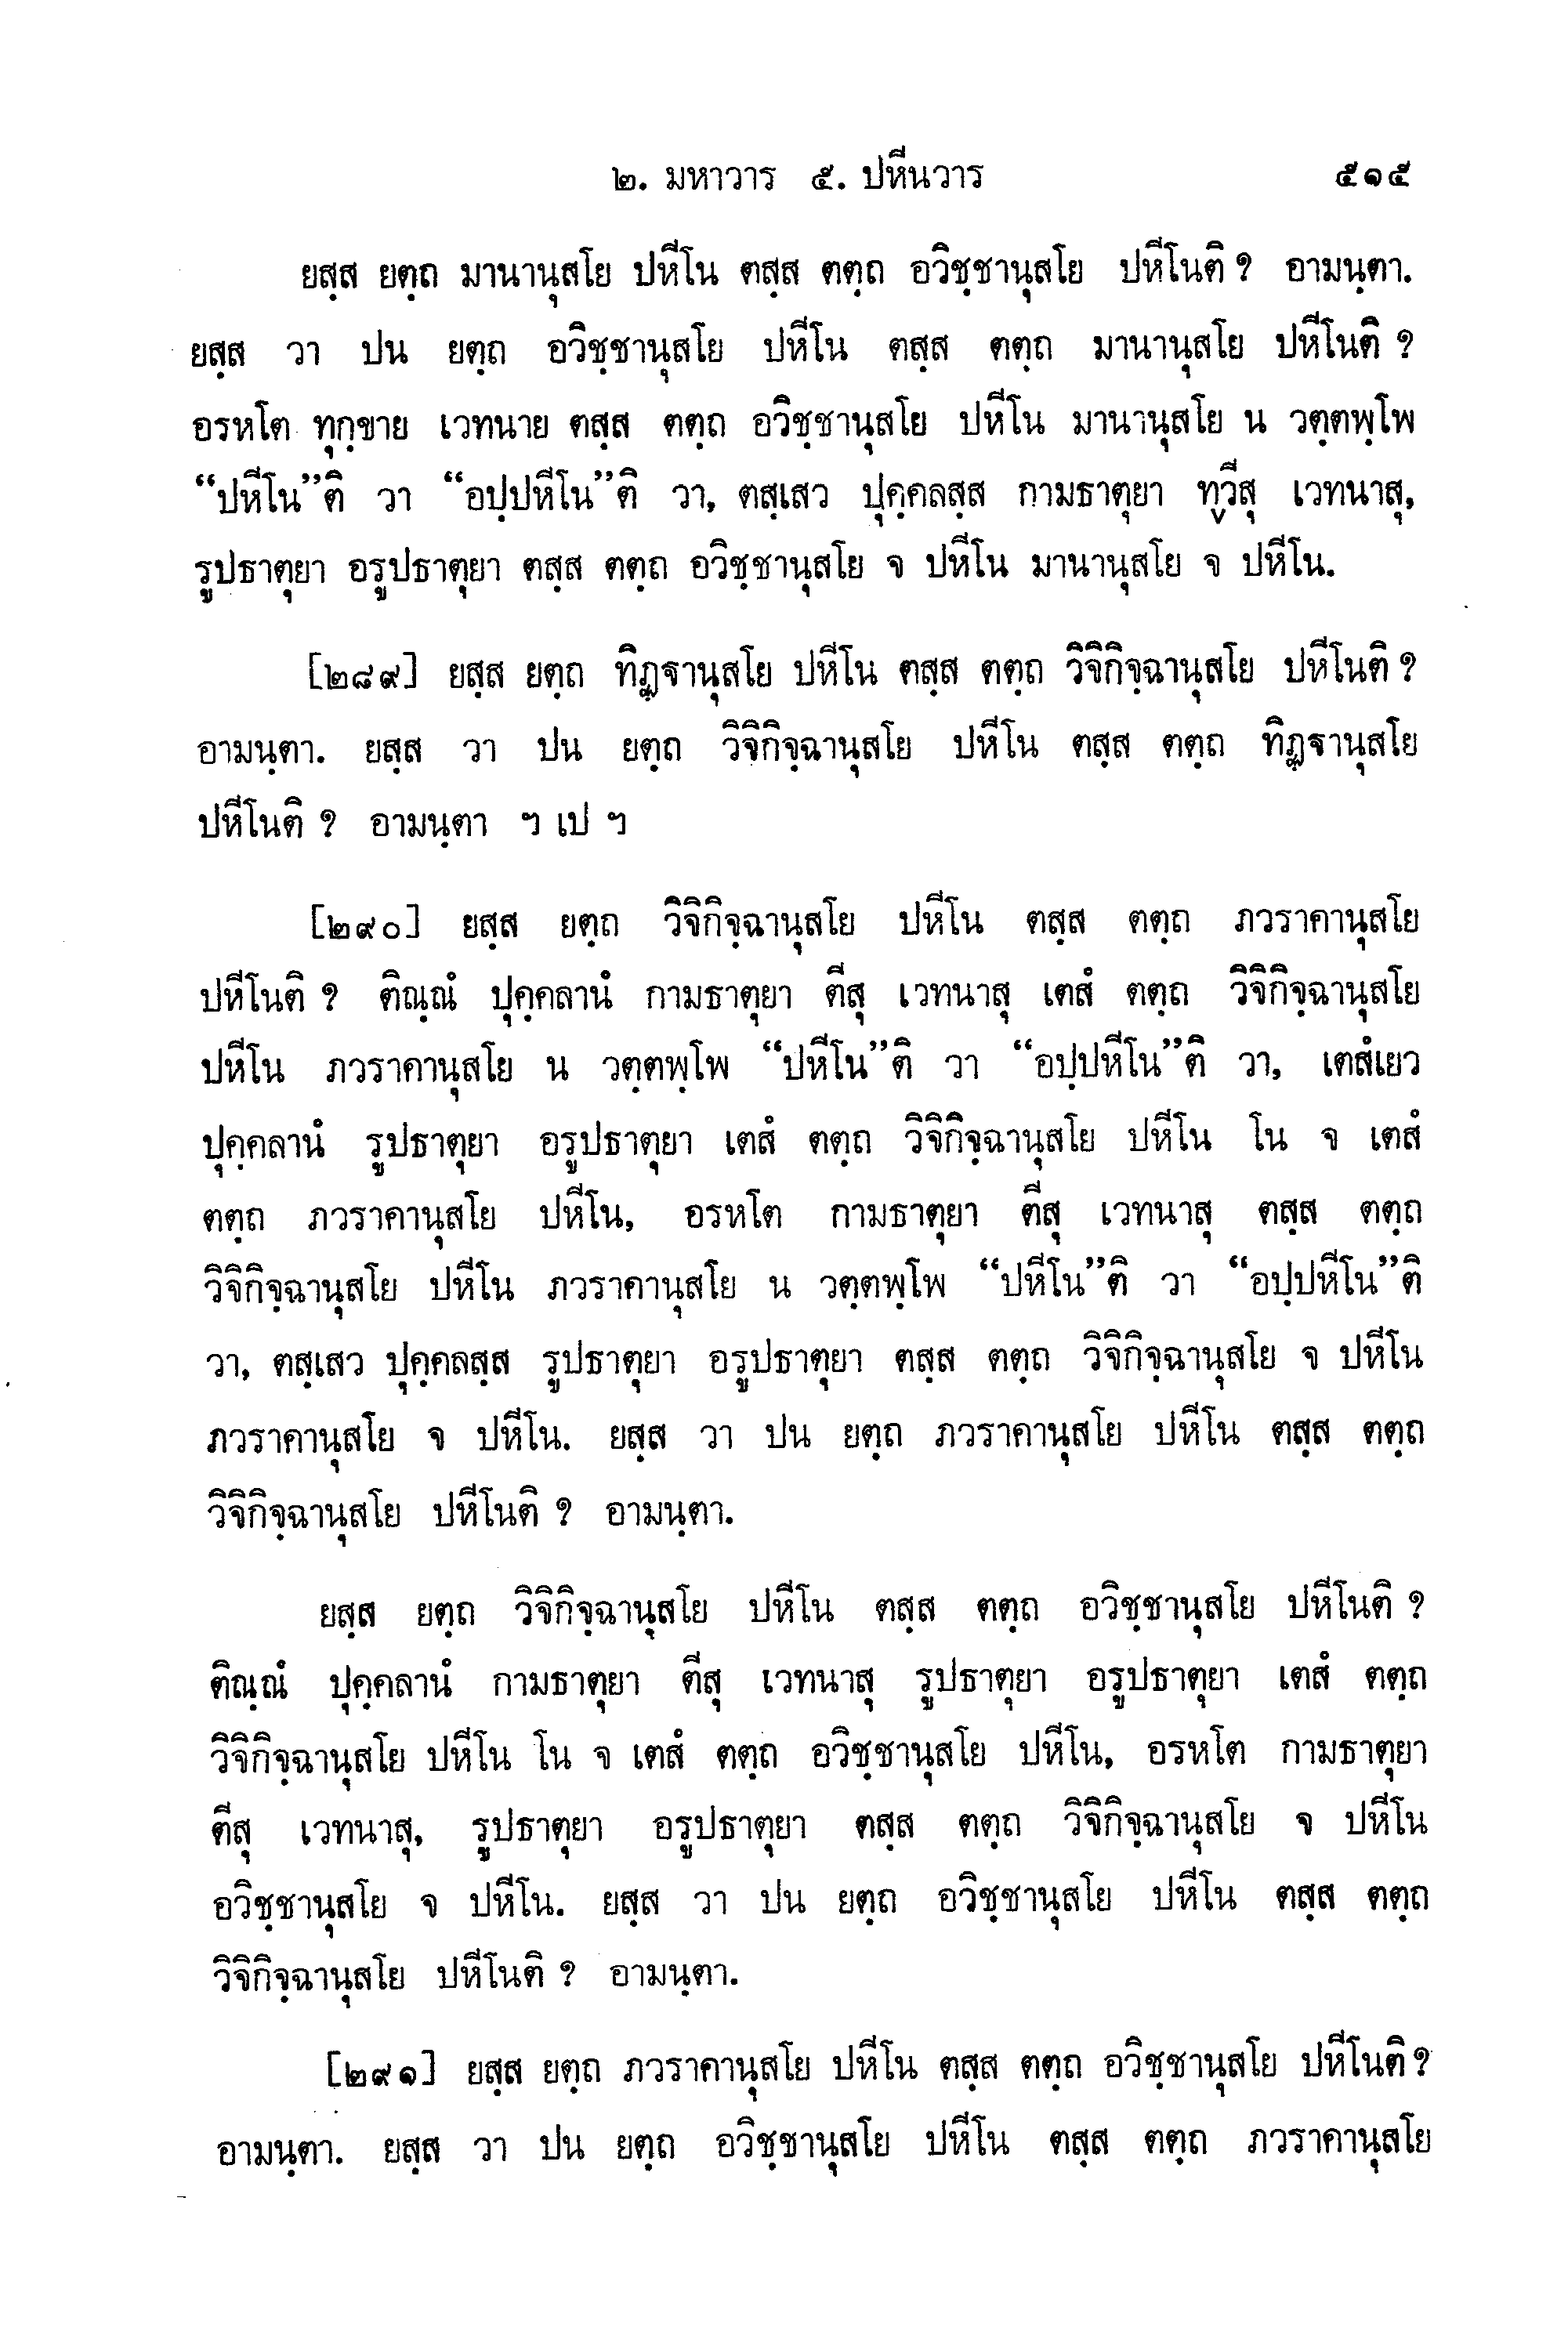 ๒. มหาวาร ๕. ปหีนวาร ๕๑๕
ยสฺส ยตฺถ มานานุสโย ปหีโน ตสฺส ตตฺถ อวิชฺชานุสโย ปหีโนติ ? อามนฺตา.
ยสฺส วา ปน ยตฺถ อวิชฺชานุสโย ปหีโน ตสฺส ตตฺถ มานานุสโย ปหีโนติ ?
อรหโต ทุกฺขาย เวทนาย ตสฺส ตตฺถ อวิชฺชานุสโย ปหีโน มานานุสโย น วตฺตพฺโพ
“ปหีโน”ติ วา “อปฺปหีโน”ติ วา, ตสฺเสว ปุคฺคลสฺส กามธาตุยา ทฺวีสุ เวทนาสุ,
รูปธาตุยา อรูปธาตุยา ตสฺส ตตฺถ อวิชฺชานุสโย จ ปหีโน มานานุสโย จ ปหีโน.
[๒๘๙] ยสฺส ยตฺถ ทิฏฺฐานุสโย ปหีโน ตสฺส ตตฺถ วิจิกิจฺฉานุสโย ปหีโนติ ?
อามนฺตา. ยสฺส วา ปน ยตฺถ วิจิกิจฺฉานุสโย ปหีโน ตสฺส ตตฺถ ทิฏฺฐานุสโย
ปหีโนติ ? อามนฺตา ฯ เป ฯ
[๒๙๐] ยสฺส ยตฺถ วิจิกิจฺฉานุสโย ปหีโน ตสฺส ตตฺถ ภวราคานุสโย
ปหีโนติ ? ติณฺณํ ปุคฺคลานํ กามธาตุยา ตีสุ เวทนาสุ เตสํ ตตฺถ วิจิกิจฺฉานุสโย
ปหีโน ภวราคานุสโย น วตฺตพฺโพ “ปหีโน”ติ วา “อปฺปหีโน”ติ วา, เตสํเยว
ปุคฺคลานํ รูปธาตุยา อรูปธาตุยา เตสํ ตตฺถ วิจิกิจฺฉานุสโย ปหีโน โน จ เตสํ
ตตฺถ ภวราคานุสโย ปหีโน, อรหโต กามธาตุยา ตีสุ เวทนาสุ ตสฺส ตตฺถ
วิจิกิจฺฉานุสโย ปหีโน ภวราคานุสโย น วตฺตพฺโพ “ปหีโน”ติ วา “อปฺปหีโน”ติ
วา, ตสฺเสว ปุคฺคลสฺส รูปธาตุยา อรูปธาตุยา ตสฺส ตตฺถ วิจิกิจฺฉานุสโย จ ปหีโน
ภวราคานุสโย จ ปหีโน. ยสฺส วา ปน ยตฺถ ภวราคานุสโย ปหีโน ตสฺส ตตฺถ
วิจิกิจฺฉานุสโย ปหีโนติ ? อามนฺตา.
ยสฺส ยตฺถ วิจิกิจฺฉานุสโย ปหีโน ตสฺส ตตฺถ อวิชฺชานุสโย ปหีโนติ ?
ติณฺณํ ปุคฺคลานํ กามธาตุยา ตีสุ เวทนาสุ รูปธาตุยา อรูปธาตุยา เตสํ ตตฺถ
วิจิกิจฺฉานุสโย ปหีโน โน จ เตสํ ตตฺถ อวิชฺชานุสโย ปหีโน, อรหโต กามธาตุยา
ตีสุ เวทนาสุ, รูปธาตุยา อรูปธาตุยา ตสฺส ตตฺถ วิจิกิจฺฉานุสโย จ ปหีโน
อวิชฺชานุสโย จ ปหีโน. ยสฺส วา ปน ยตฺถ อวิชฺชานุสโย ปหีโน ตสฺส ตตฺถ
วิจิกิจฺฉานุสโย ปหีโนติ ? อามนฺตา.
[๒๙๑] ยสฺส ยตฺถ ภวราคานุสโย ปหีโน ตสฺส ตตฺถ อวิชฺชานุสโย ปหีโนติ ?
อามนฺตา. ยสฺส วา ปน ยตฺถ อวิชฺชานุสโย ปหีโน ตสฺส ตตฺถ ภวราคานุสโย